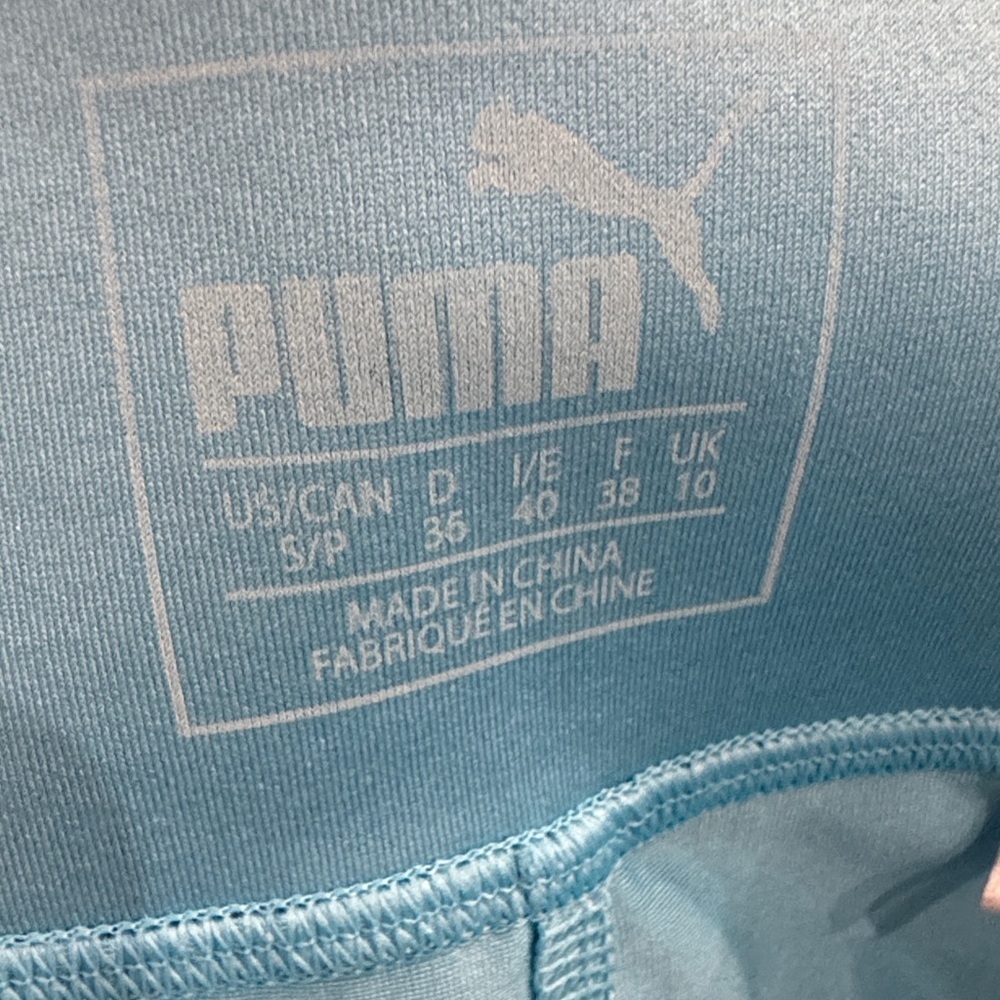 PUMA
US/CAN D I/E F UK
S/P 36 40 38 10
MADE IN CHINA
FABRIQUÉ EN CHINE